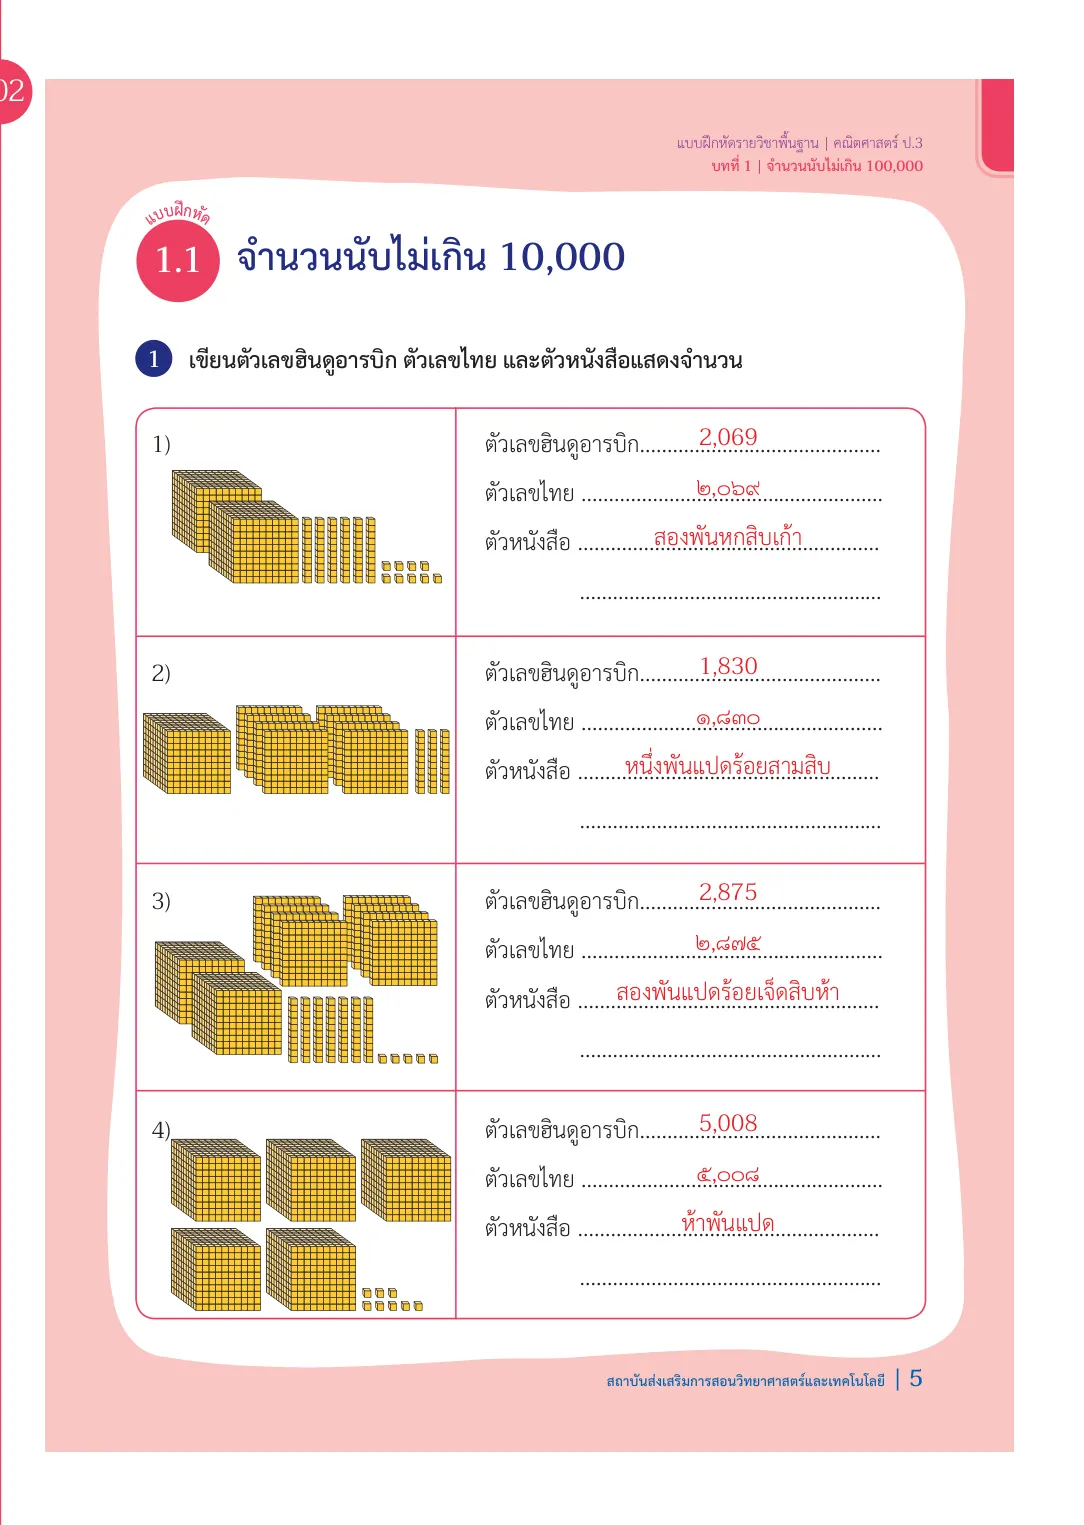 02
แบบฝึกหัดรายวิชาพื้นฐาน | คณิตศาสตร์ ป.3
บทที่ 1 | จำนวนนับไม่เกิน 100,000
แบบฝึกหัด
1.1 จำนวนนับไม่เกิน 10,000
1 เขียนตัวเลขฮินดูอารบิก ตัวเลขไทย และตัวหนังสือแสดงจำนวน
1)
ตัวเลขฮินดูอารบิก 2,069
ตัวเลขไทย ๒,๐๖๙
ตัวหนังสือ สองพันหกสิบเก้า
2)
ตัวเลขฮินดูอารบิก 1,830
ตัวเลขไทย ๑,๘๓๐
ตัวหนังสือ หนึ่งพันแปดร้อยสามสิบ
3)
ตัวเลขฮินดูอารบิก 2,875
ตัวเลขไทย ๒,๘๗๕
ตัวหนังสือ สองพันแปดร้อยเจ็ดสิบห้า
4)
ตัวเลขฮินดูอารบิก 5,008
ตัวเลขไทย ๕,๐๐๘
ตัวหนังสือ ห้าพันแปด
สถาบันส่งเสริมการสอนวิทยาศาสตร์และเทคโนโลยี | 5